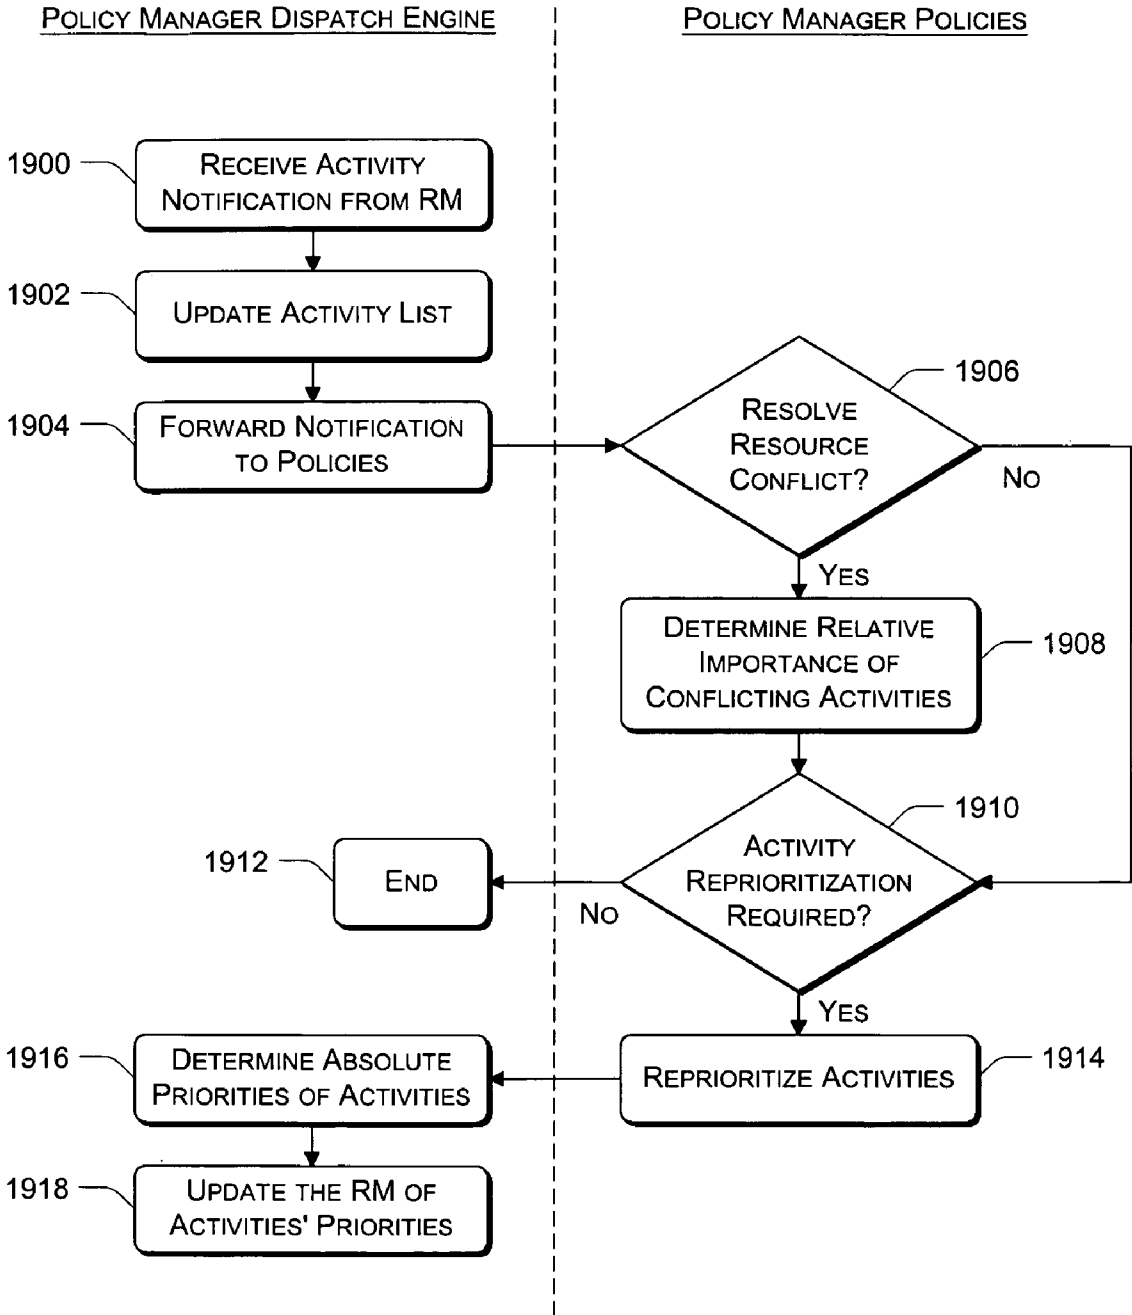 POLICY MANAGER DISPATCH ENGINE
POLICY MANAGER POLICIES
1900
RECEIVE ACTIVITY
NOTIFICATION FROM RM
1902
UPDATE ACTIVITY LIST
1904
FORWARD NOTIFICATION
TO POLICIES
1906
RESOLVE
RESOURCE
CONFLICT?
NO
YES
DETERMINE RELATIVE
IMPORTANCE OF
CONFLICTING ACTIVITIES
1908
1910
ACTIVITY
REPRIORITIZATION
REQUIRED?
1912
END
NO
YES
1914
REPRIORITIZE ACTIVITIES
1916
DETERMINE ABSOLUTE
PRIORITIES OF ACTIVITIES
1918
UPDATE THE RM OF
ACTIVITIES' PRIORITIES